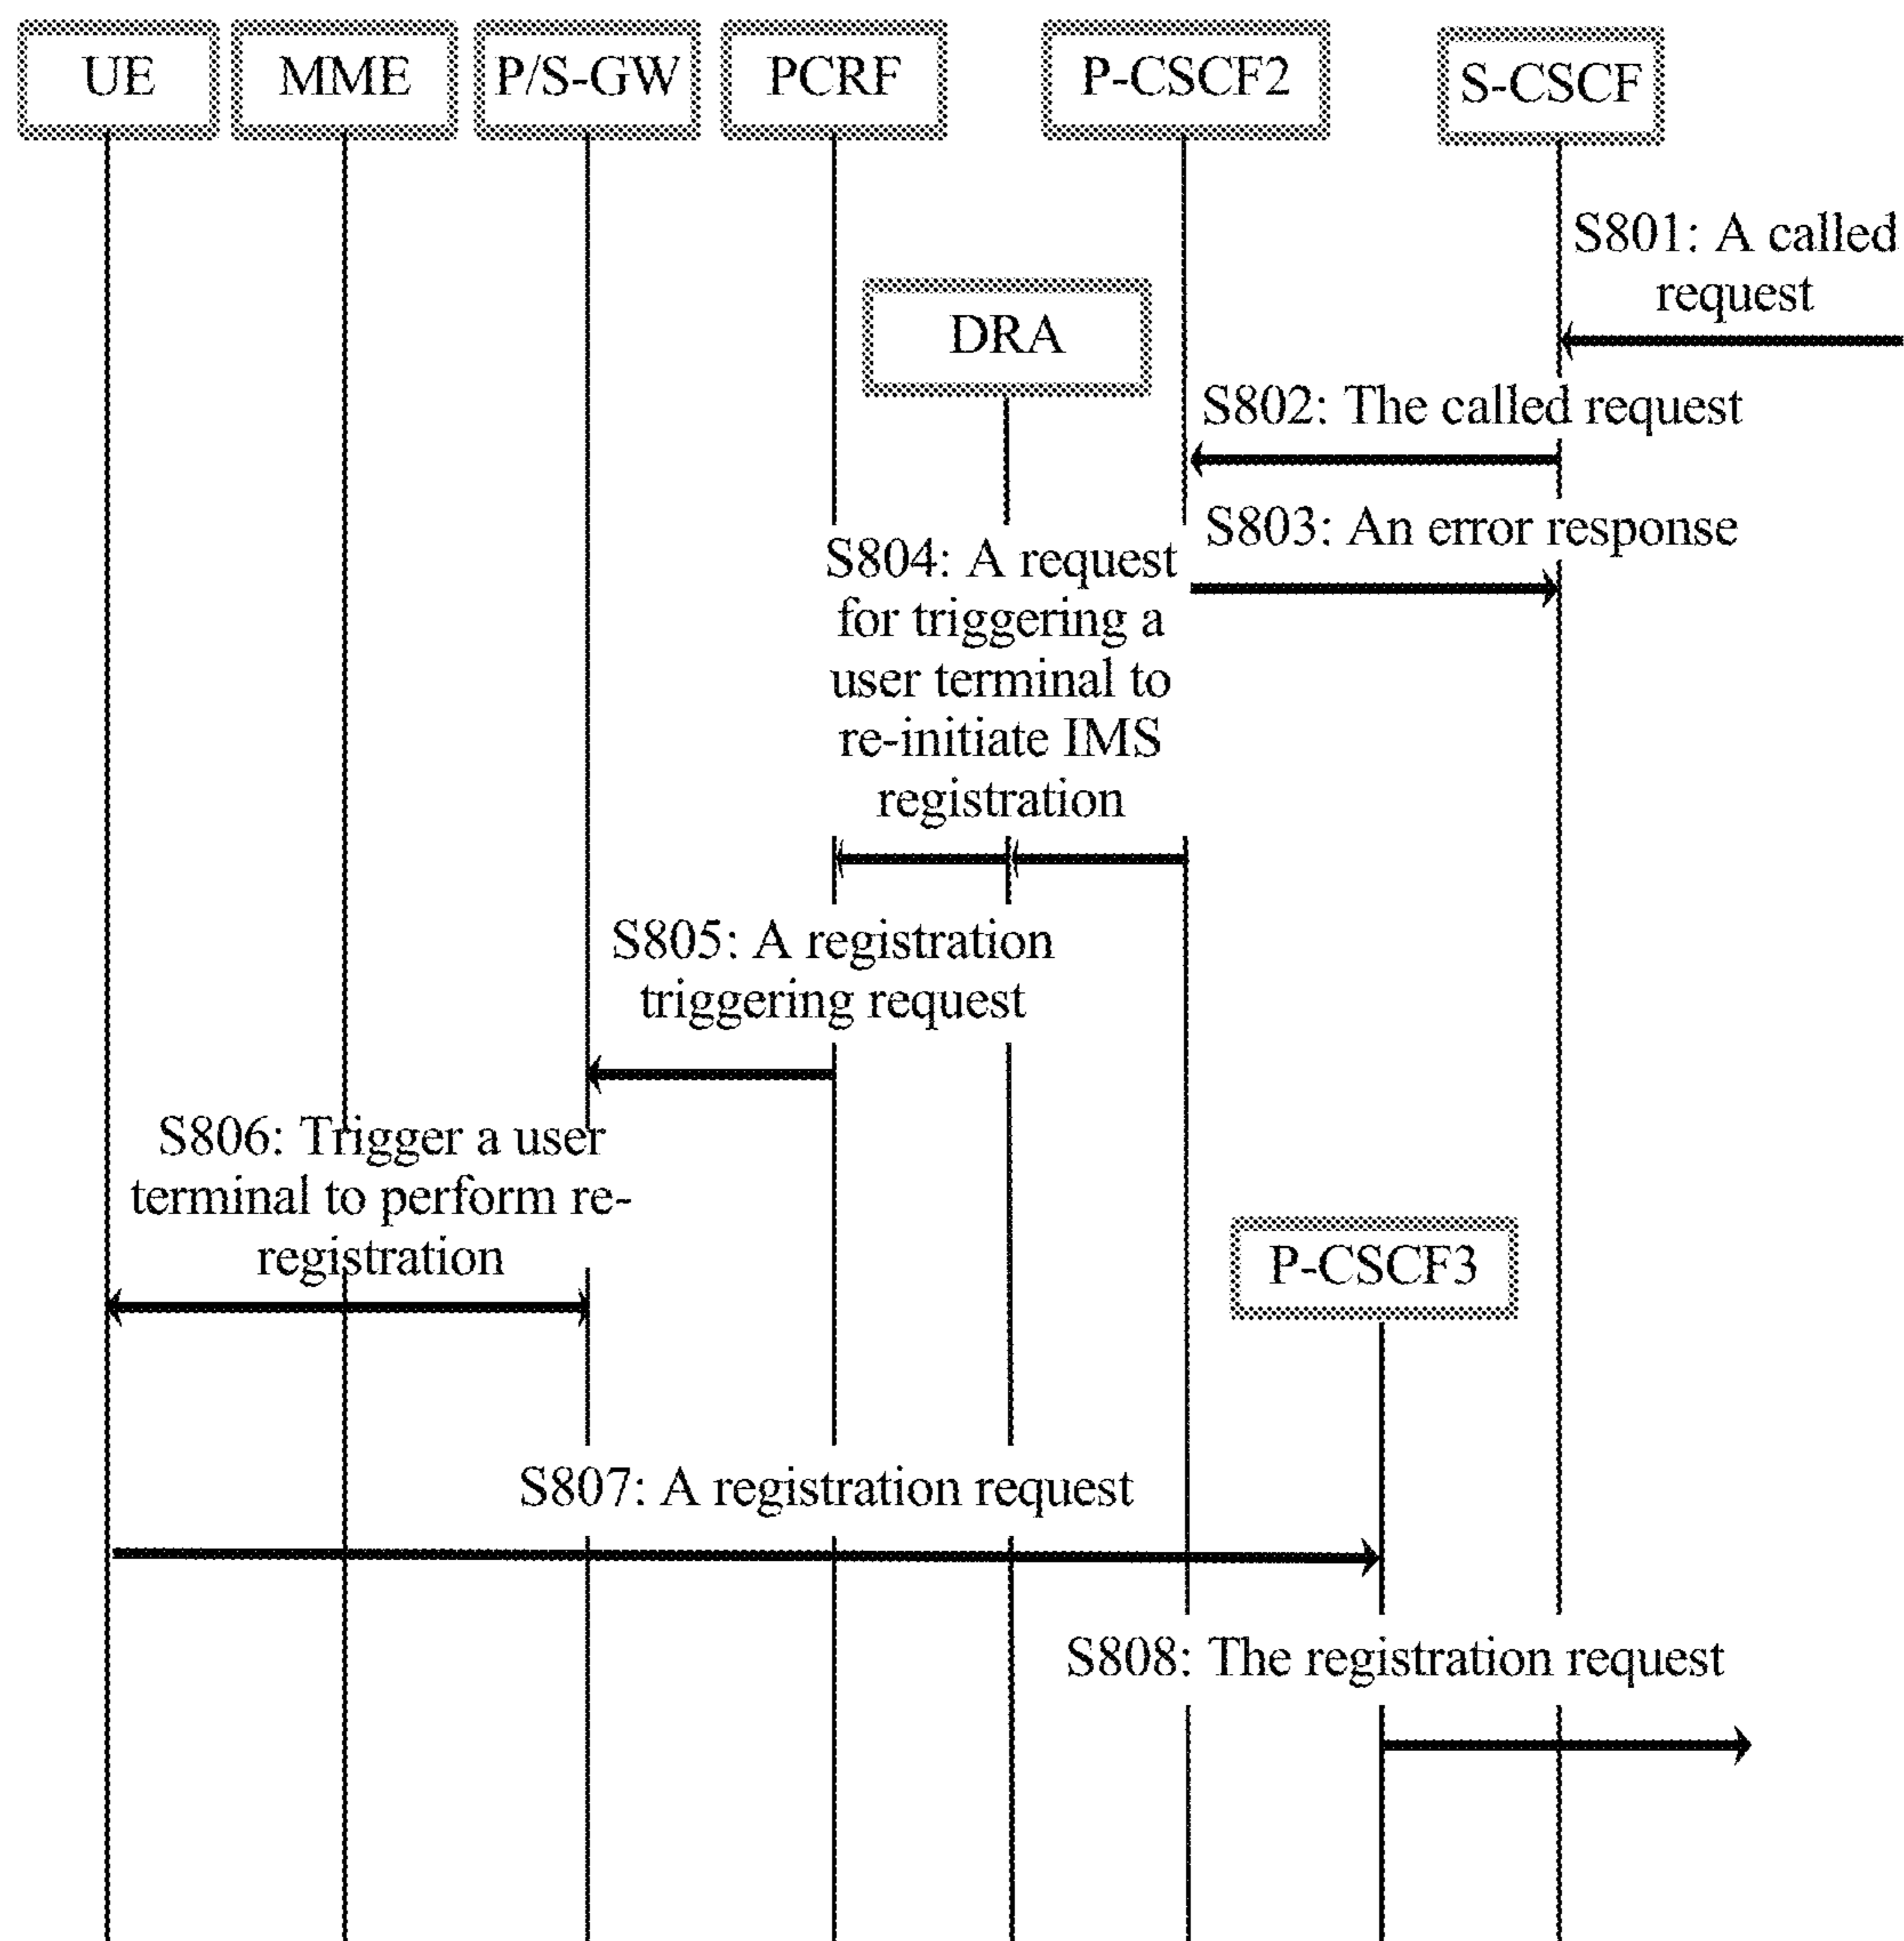 UE
MME
P/S-GW
PCRF
P-CSCF2
S-CSCF
S801: A called
request
DRA
S802: The called request
S803: An error response
S804: A request
for triggering a
user terminal to
re-initiate IMS
registration
S805: A registration
triggering request
S806: Trigger a user
terminal to perform re-
registration
P-CSCF3
S807: A registration request
S808: The registration request